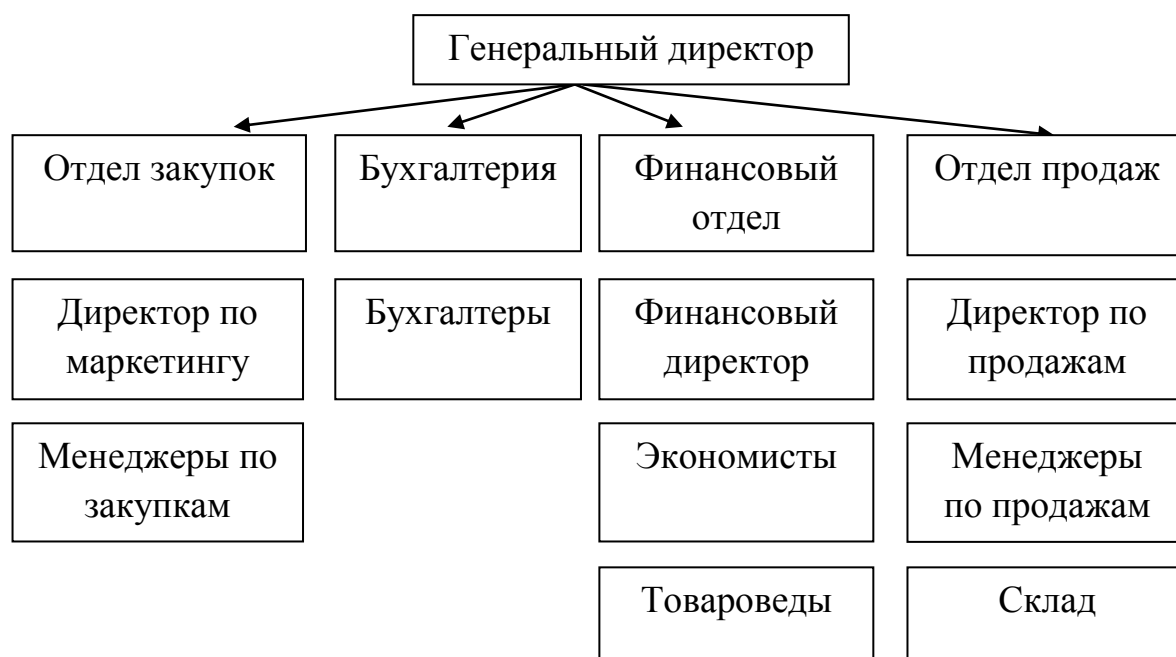 Генеральный директор
Отдел закупок
Бухгалтерия
Финансовый
отдел
Отдел продаж
Директор по
маркетингу
Бухгалтеры
Финансовый
директор
Директор по
продажам
Менеджеры по
закупкам
Экономисты
Менеджеры
по продажам
Товароведы
Склад